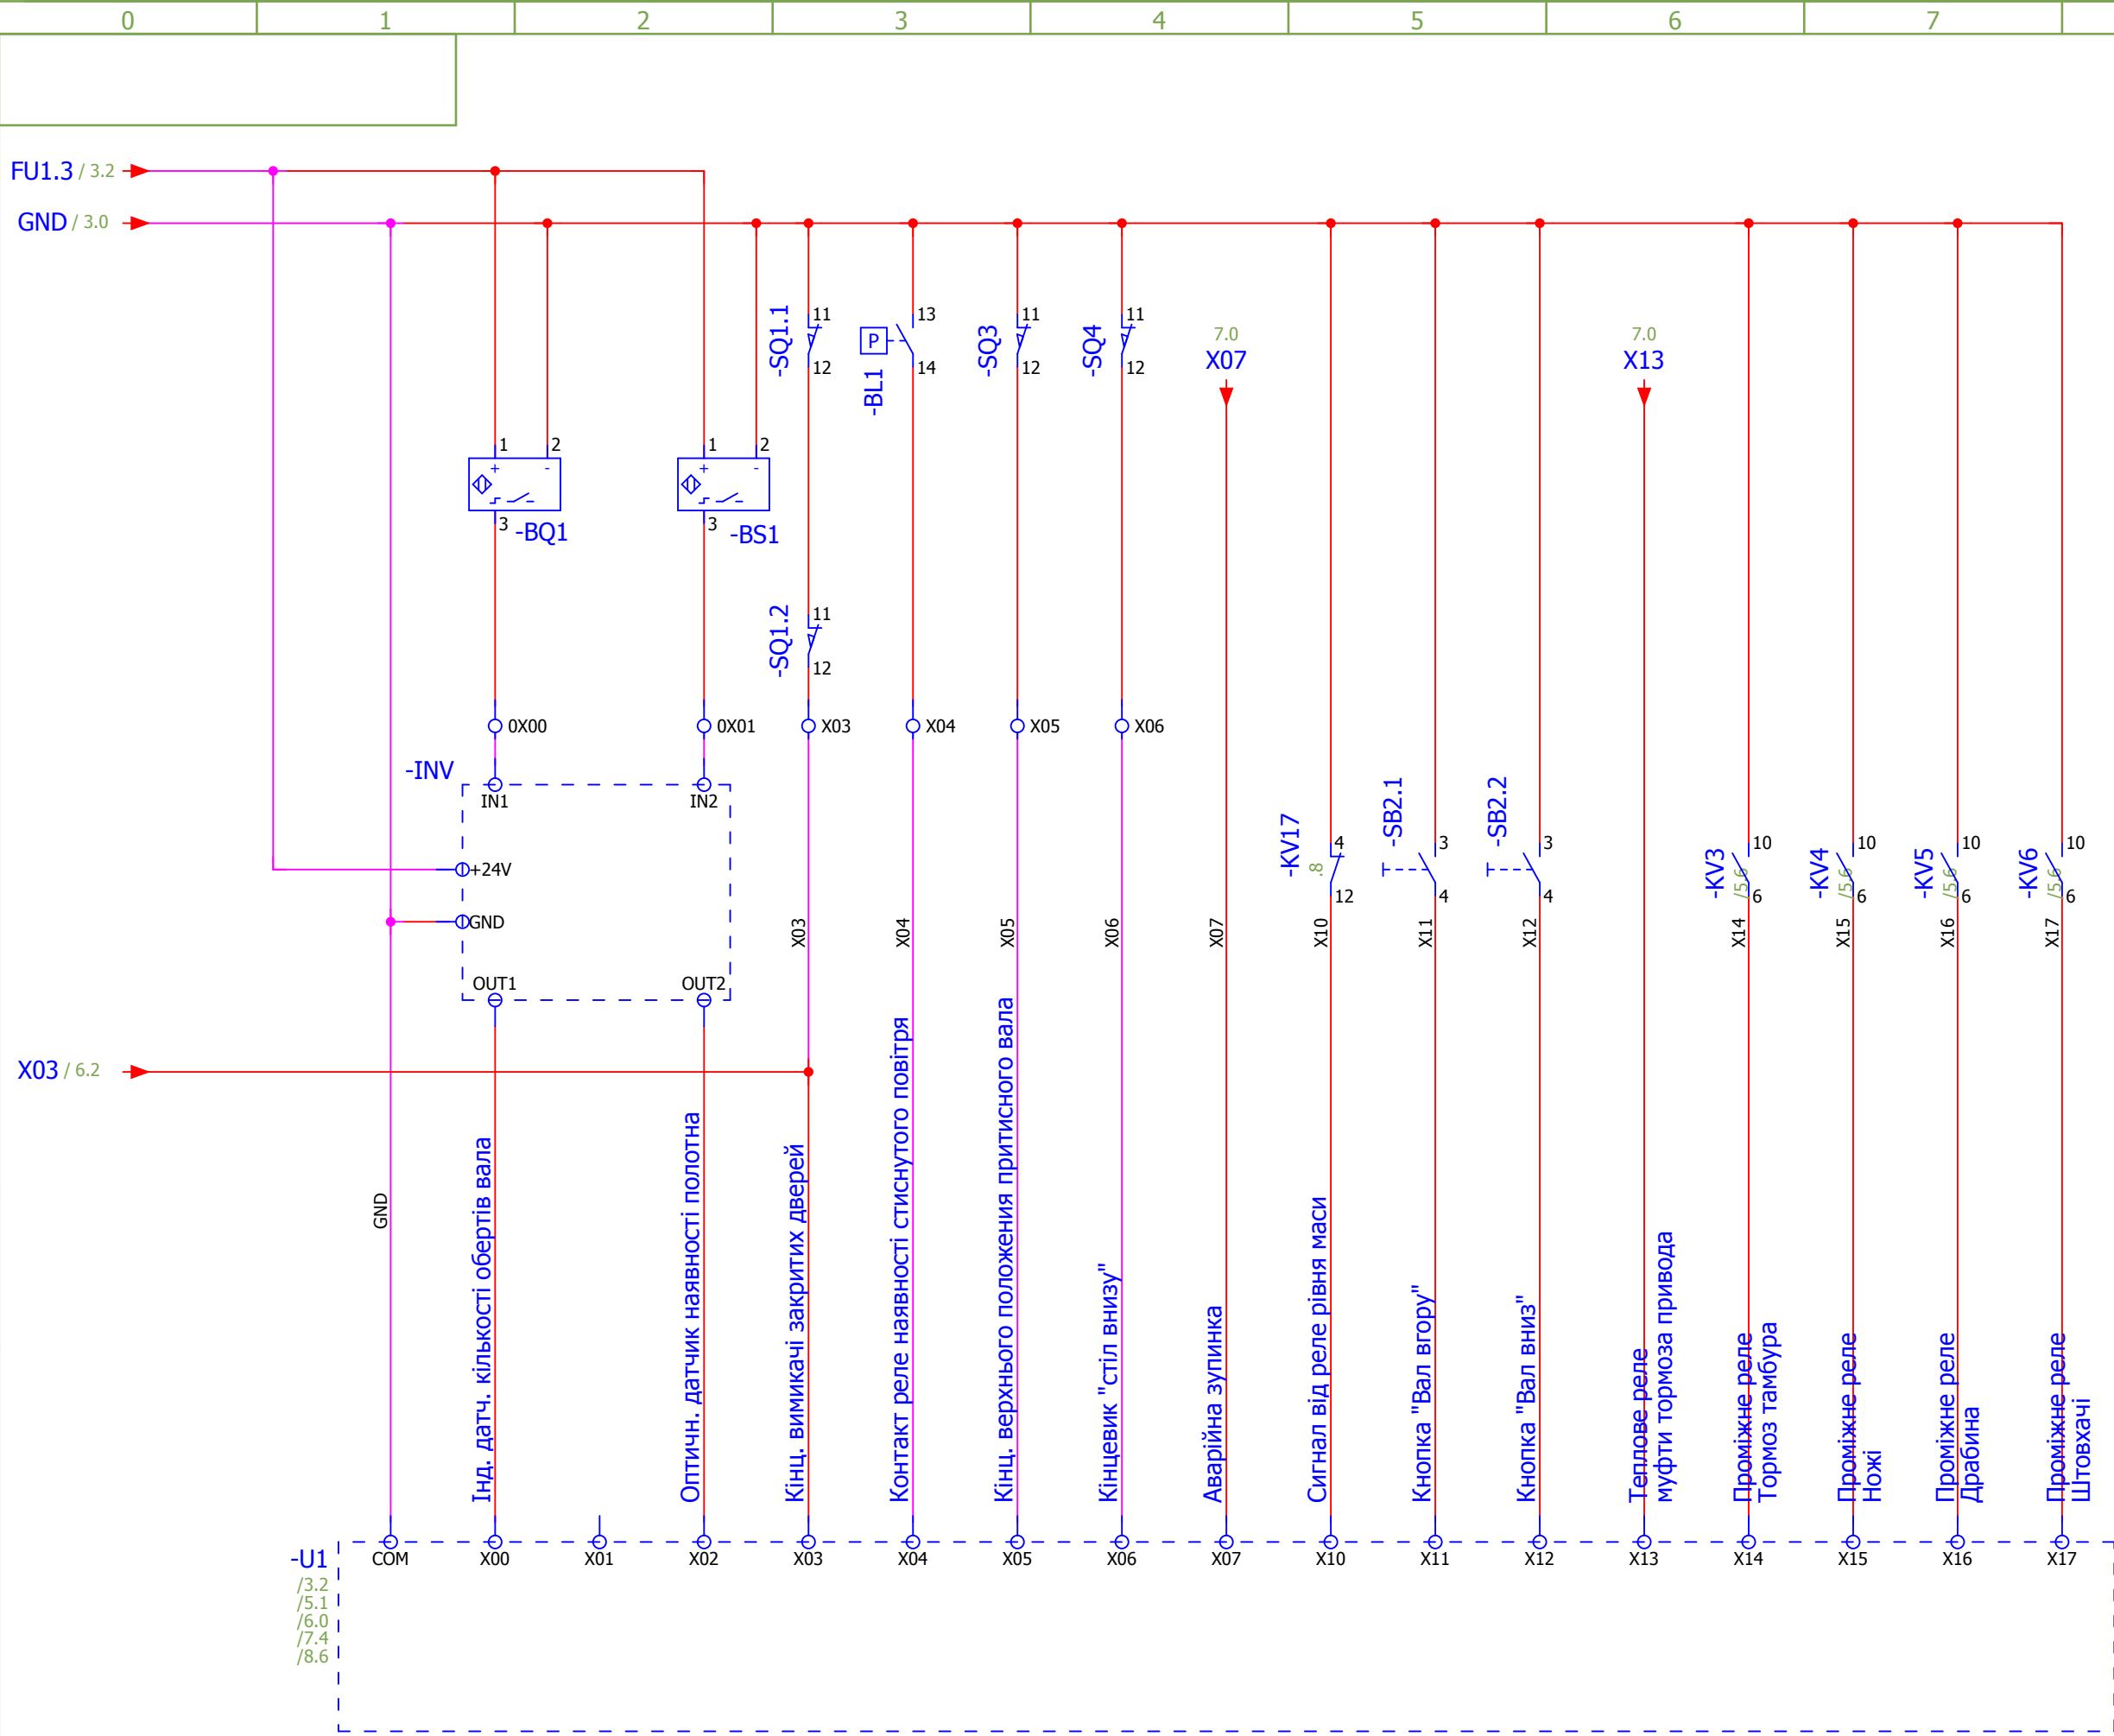 0 1 2 3 4 5 6 7
FU1.3 / 3.2
GND / 3.0
-SQ1.1 11 12
P -BL1 13 14
-SQ3 11 12
-SQ4 11 12
7.0
X07
7.0
X13
1 2
+ -
3 -BQ1
1 2
+ -
3 -BS1
-SQ1.2 11 12
0X00 0X01 X03 X04 X05 X06
-INV
IN1 IN2
+24V
GND
OUT1 OUT2
-KV17 .8 4 12
-SB2.1 3 4
-SB2.2 3 4
-KV3 /5.6 10 6
-KV4 /5.6 10 6
-KV5 /5.6 10 6
-KV6 /5.6 10 6
X03 X04 X05 X06 X07 X10 X11 X12 X14 X15 X16 X17
X03 / 6.2
GND
Інд. датч. кількості обертів вала
Оптичн. датчик наявності полотна
Кінц. вимикачі закритих дверей
Контакт реле наявності стиснутого повітря
Кінц. верхнього положення притисного вала
Кінцевик "стіл внизу"
Аварійна зупинка
Сигнал від реле рівня маси
Кнопка "Вал вгору"
Кнопка "Вал вниз"
Теплове реле
муфти тормоза привода
Проміжне реле
Тормоз тамбура
Проміжне реле
Ножі
Проміжне реле
Драбина
Проміжне реле
Штовхачі
-U1
/3.2
/5.1
/6.0
/7.4
/8.6
COM X00 X01 X02 X03 X04 X05 X06 X07 X10 X11 X12 X13 X14 X15 X16 X17